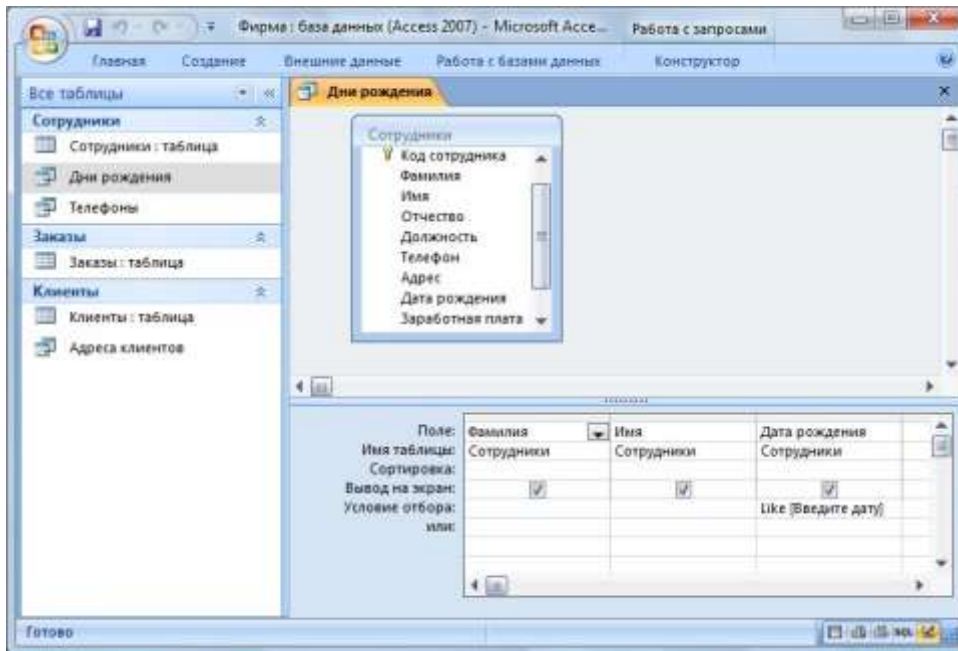 Фирма : база данных (Access 2007) - Microsoft Acce...
Работа с запросами
Главная Создание Внешние данные Работа с базами данных Конструктор
Все таблицы
Дни рождения
Сотрудники
Сотрудники : таблица
Дни рождения
Телефоны
Заказы
Заказы : таблица
Клиенты
Клиенты : таблица
Адреса клиентов
Сотрудники
Код сотрудника
Фамилия
Имя
Отчество
Должность
Телефон
Адрес
Дата рождения
Заработная плата
Поле: Фамилия Имя Дата рождения
Имя таблицы: Сотрудники Сотрудники Сотрудники
Сортировка:
Вывод на экран:
Условие отбора: Like [Введите дату]
или:
Готово
SQL